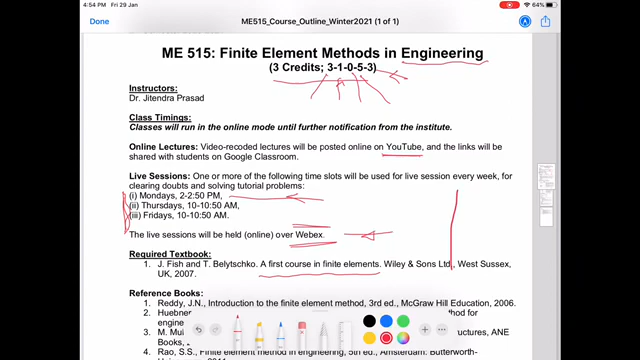 4:54 PM Fri 29 Jan
Done
ME515_Course_Outline_Winter2021 (1 of 1)
ME 515: Finite Element Methods in Engineering
(3 Credits; 3-1-0-5-3)
Instructors
Dr. Jitendra Prasad
Class Timings:
Classes will run in the online mode until further notification from the institute.
Online Lectures: Video-recoded lectures will be posted online on YouTube, and the links will
be shared with students on Google Classroom.
Live Sessions: One or more of the following time slots will be used for live session every week, for
clearing doubts and solving tutorial problems:
(i) Mondays, 2-2:50 PM,
(ii) Thursdays, 10-10:50 AM,
(iii) Fridays, 10-10:50 AM.
The live sessions will be held (online) over Webex.
Required Textbook:
1. J. Fish and T. Belytschko. A first course in finite elements. Wiley & Sons Ltd, West Sussex,
UK, 2007.
Reference Books:
1. Reddy, J.N., Introduction to the finite element method, 3rd ed., McGraw Hill Education, 2006.
2. Huebner method for
engine
3. M. Mu ructures, ANE
Books,
4. Rao, S.S., Finite element method in engineering, 5th ed., Amsterdam: Butterworth-